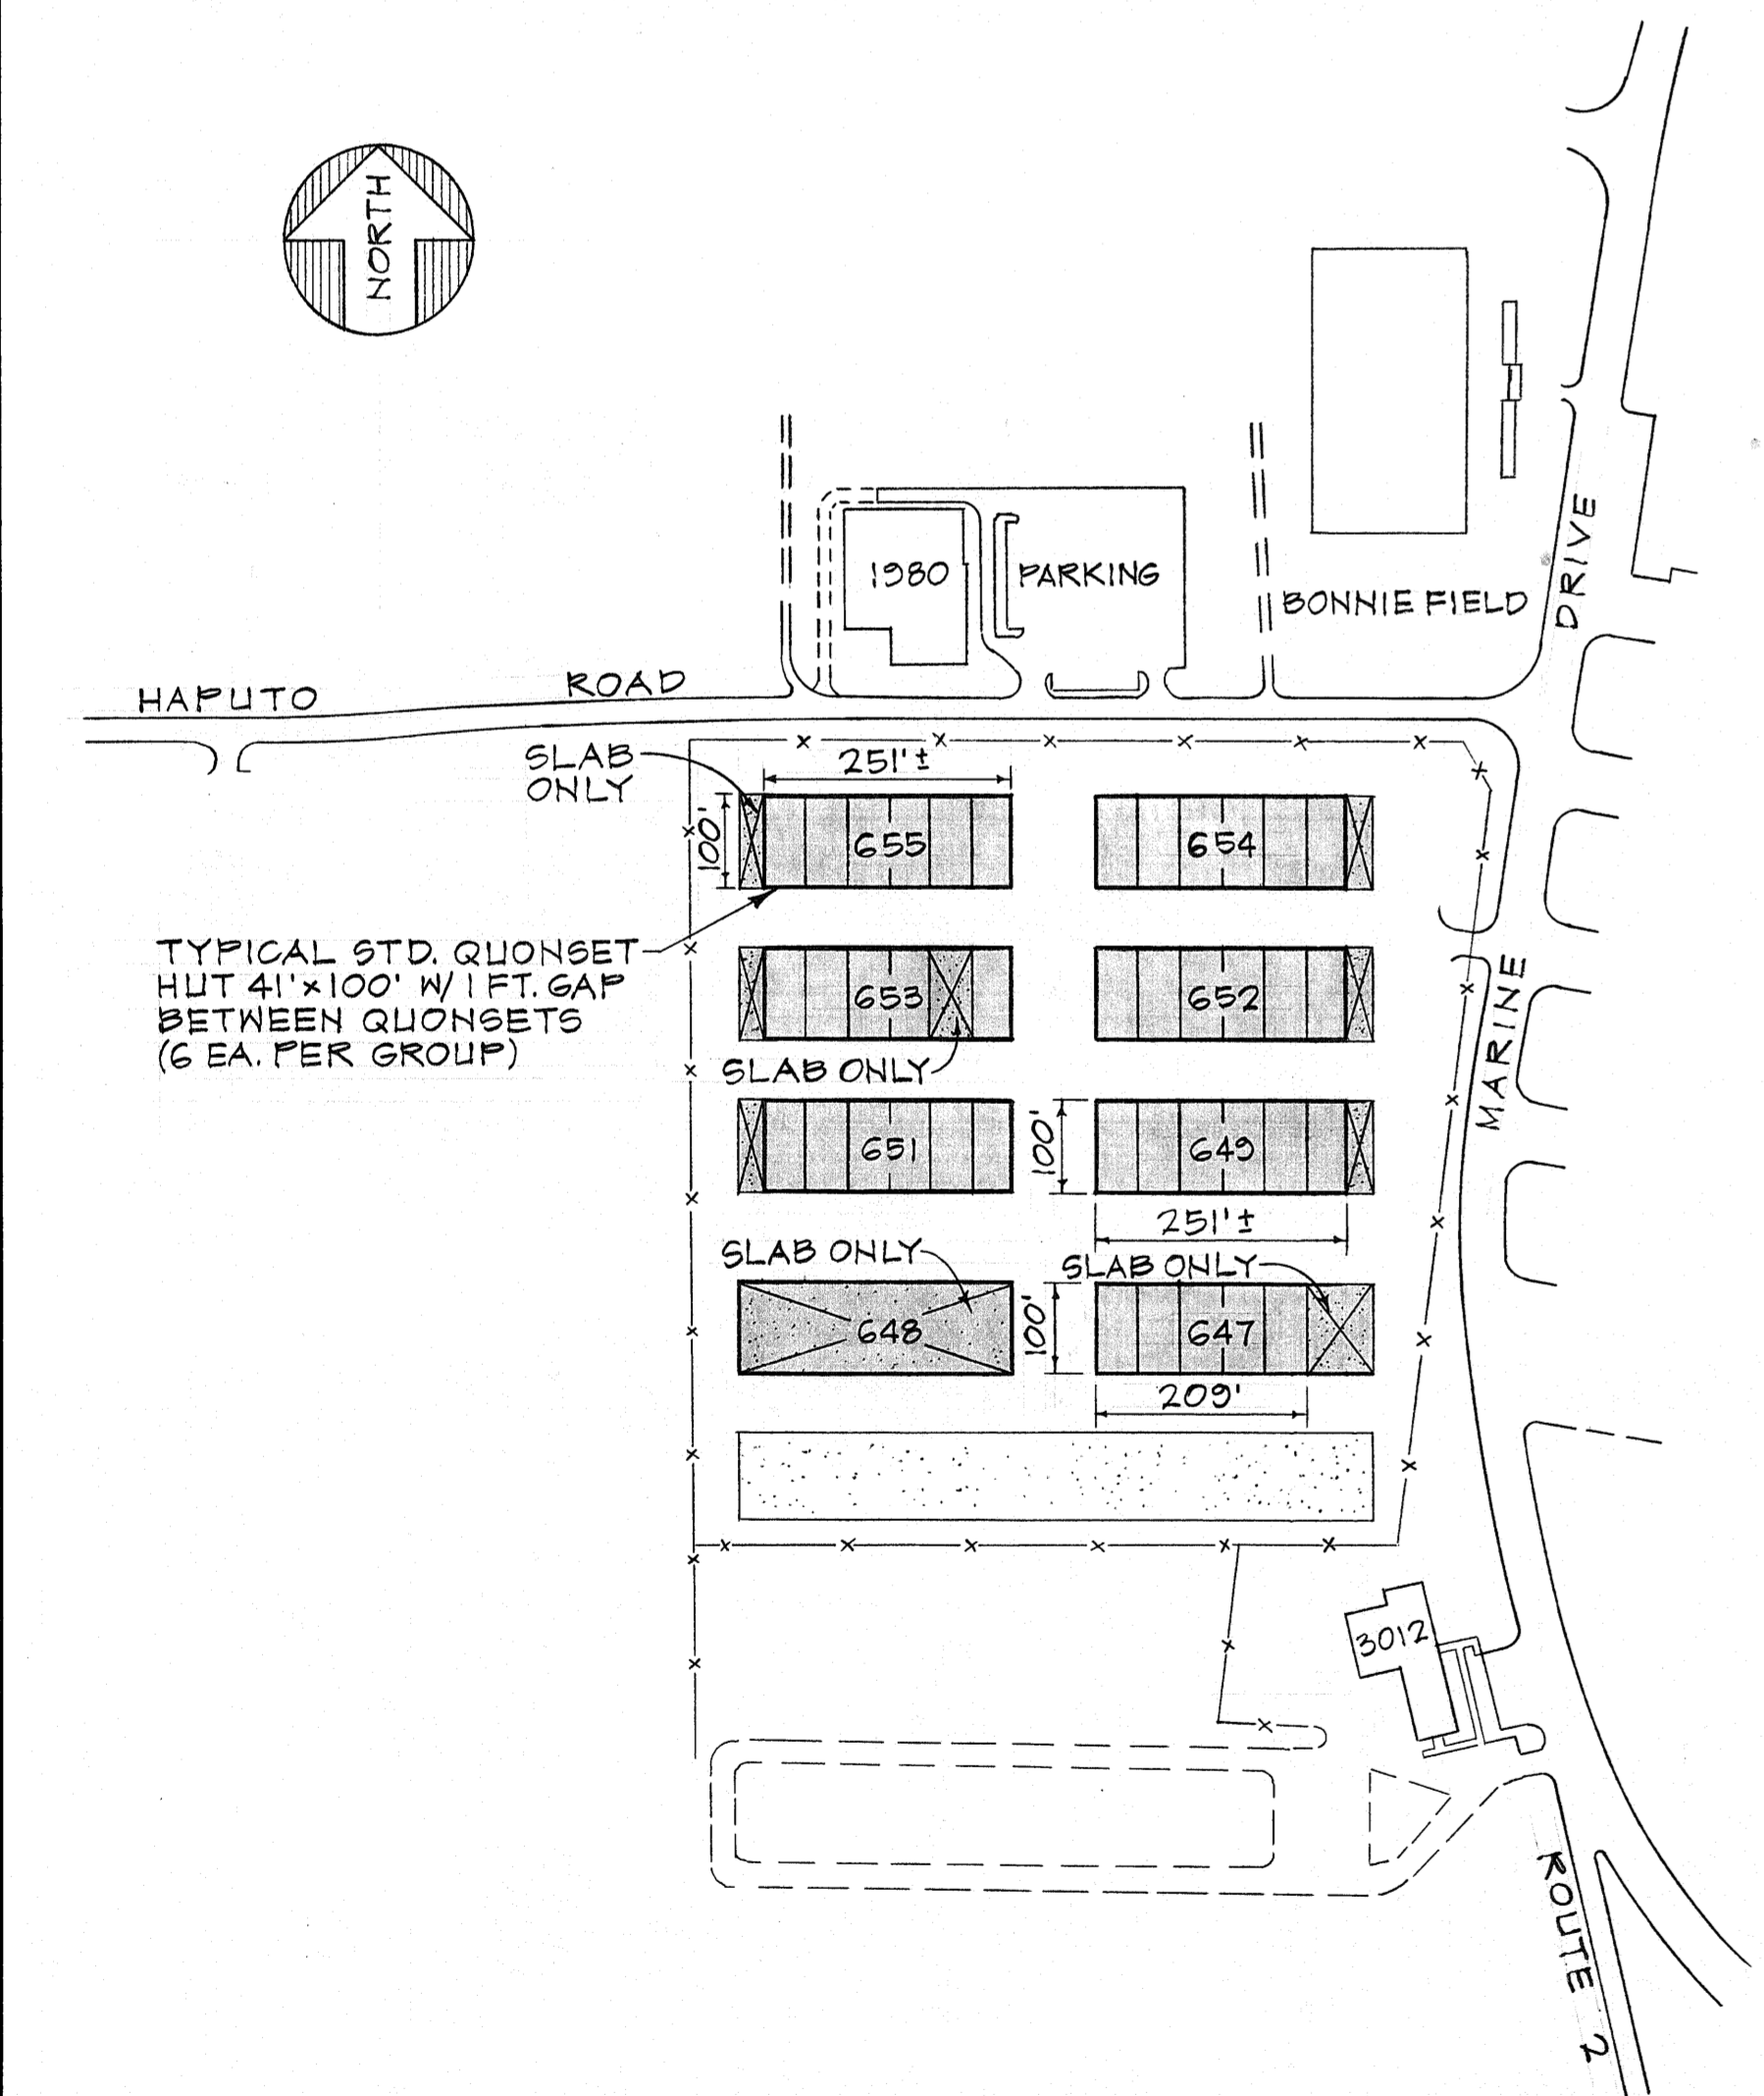 NORTH
1980
PARKING
BONNIE FIELD
DRIVE
HAPUTO ROAD
SLAB
ONLY
251'±
100'
655
654
TYPICAL STD. QUONSET
HUT 41'x100' W/ 1 FT. GAP
BETWEEN QUONSETS
(6 EA. PER GROUP)
653
652
SLAB ONLY
MARINE
651
100'
649
251'±
SLAB ONLY
SLAB ONLY
648
100'
647
209'
3012
ROUTE 2